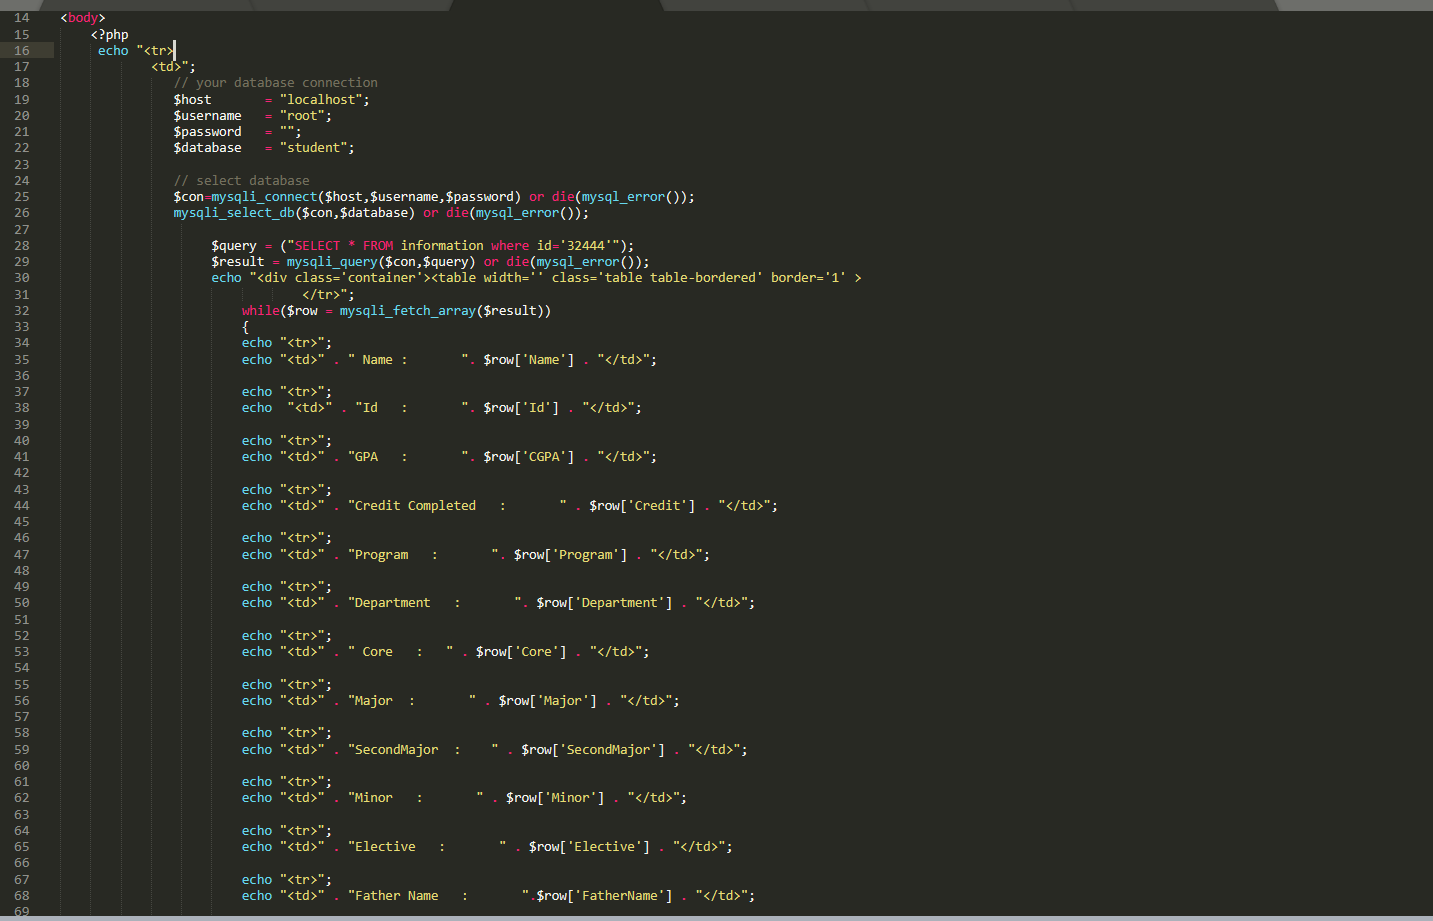 14 <body>
15 <?php
16 echo "<tr>
17 <td>";
18 // your database connection
19 $host = "localhost";
20 $username = "root";
21 $password = "";
22 $database = "student";
23
24 // select database
25 $con=mysqli_connect($host,$username,$password) or die(mysql_error());
26 mysqli_select_db($con,$database) or die(mysql_error());
27
28 $query = ("SELECT * FROM information where id='32444'");
29 $result = mysqli_query($con,$query) or die(mysql_error());
30 echo "<div class='container'><table width='' class='table table-bordered' border='1' >
31 </tr>";
32 while($row = mysqli_fetch_array($result))
33 {
34 echo "<tr>";
35 echo "<td>" . " Name : ". $row['Name'] . "</td>";
36
37 echo "<tr>";
38 echo "<td>" . "Id : ". $row['Id'] . "</td>";
39
40 echo "<tr>";
41 echo "<td>" . "GPA : ". $row['CGPA'] . "</td>";
42
43 echo "<tr>";
44 echo "<td>" . "Credit Completed : " . $row['Credit'] . "</td>";
45
46 echo "<tr>";
47 echo "<td>" . "Program : ". $row['Program'] . "</td>";
48
49 echo "<tr>";
50 echo "<td>" . "Department : ". $row['Department'] . "</td>";
51
52 echo "<tr>";
53 echo "<td>" . " Core : " . $row['Core'] . "</td>";
54
55 echo "<tr>";
56 echo "<td>" . "Major : " . $row['Major'] . "</td>";
57
58 echo "<tr>";
59 echo "<td>" . "SecondMajor : " . $row['SecondMajor'] . "</td>";
60
61 echo "<tr>";
62 echo "<td>" . "Minor : " . $row['Minor'] . "</td>";
63
64 echo "<tr>";
65 echo "<td>" . "Elective : " . $row['Elective'] . "</td>";
66
67 echo "<tr>";
68 echo "<td>" . "Father Name : ".$row['FatherName'] . "</td>";
69